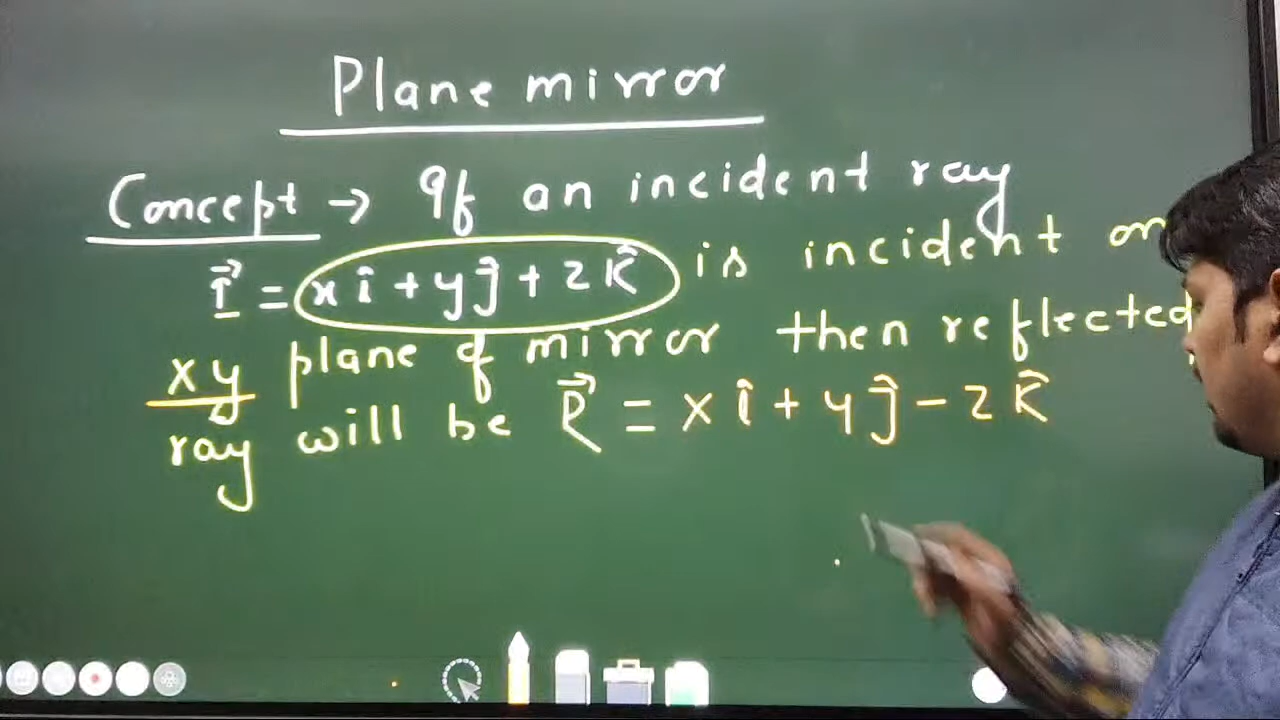 Plane mirror
Concept → If an incident ray
I⃗ = xî + yĵ + zk̂ is incident on
xy plane of mirror then reflected
ray will be R⃗ = xî + yĵ - zk̂